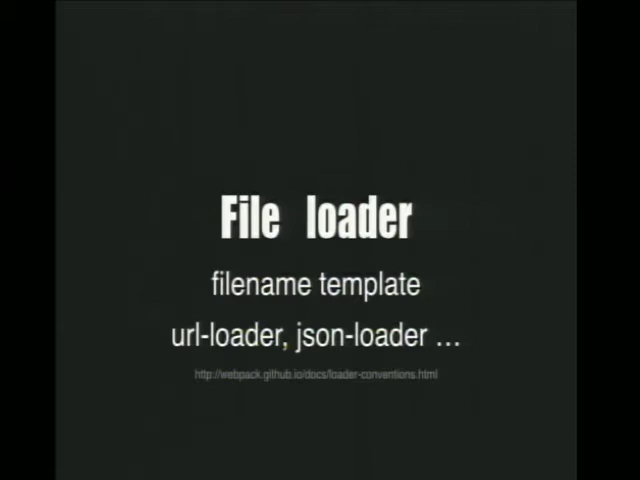 File loader
filename template
url-loader, json-loader ...
http://webpack.github.io/docs/loader-conventions.html